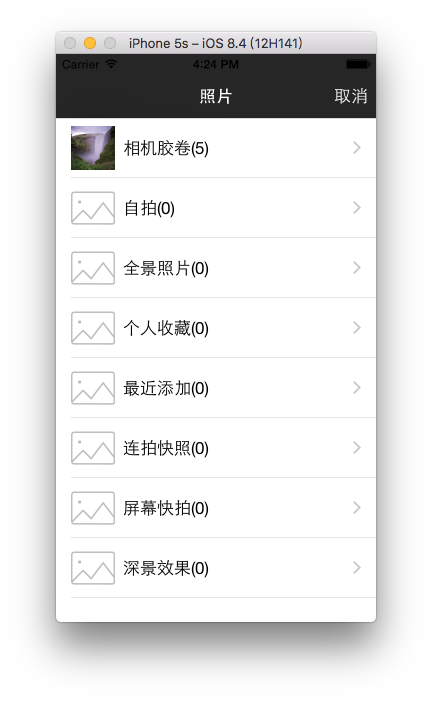 iPhone 5s – iOS 8.4 (12H141)
Carrier 4:24 PM
照片 取消
相机胶卷(5)
自拍(0)
全景照片(0)
个人收藏(0)
最近添加(0)
连拍快照(0)
屏幕快拍(0)
深景效果(0)